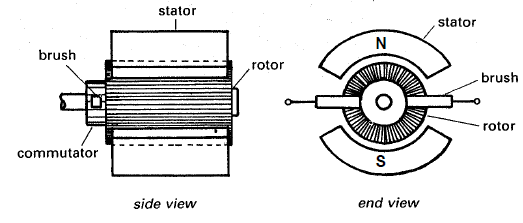 stator
brush
rotor
commutator
side view
N
stator
brush
rotor
S
end view